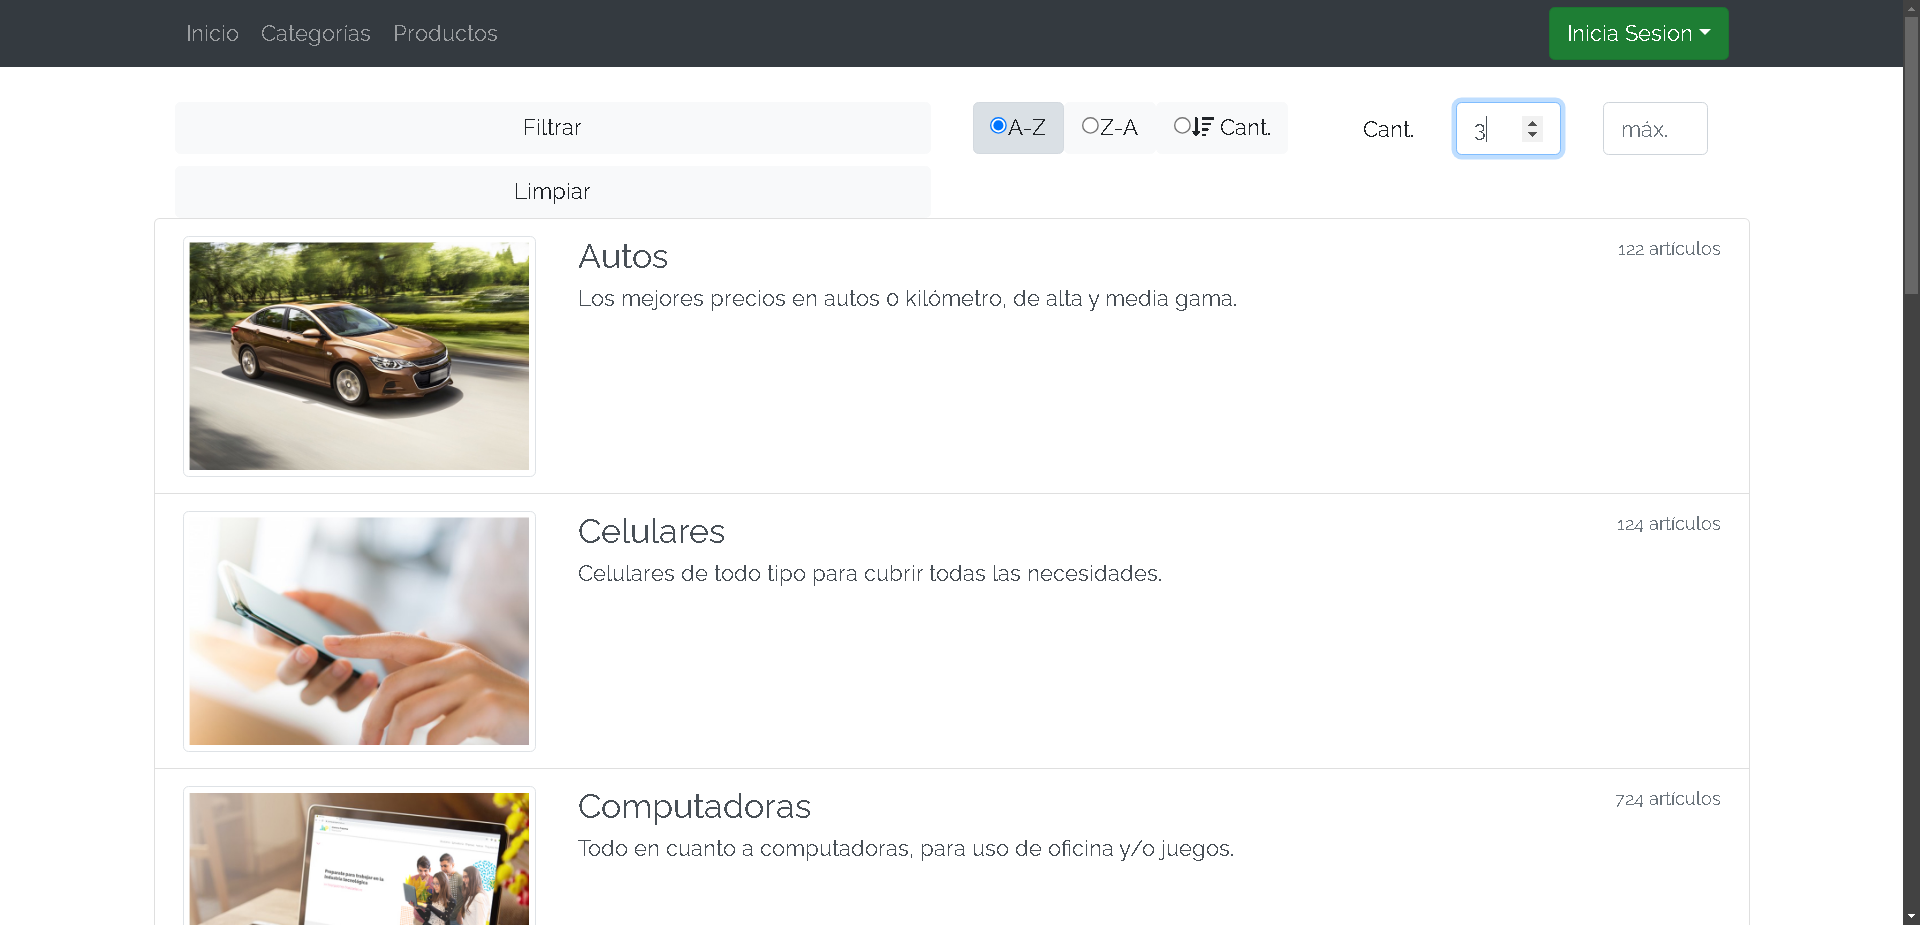 Inicio Categorías Productos Inicia Sesion
Filtrar A-Z Z-A Cant. Cant. 3 máx.
Limpiar
Autos 122 artículos
Los mejores precios en autos 0 kilómetro, de alta y media gama.
Celulares 124 artículos
Celulares de todo tipo para cubrir todas las necesidades.
Computadoras 724 artículos
Todo en cuanto a computadoras, para uso de oficina y/o juegos.